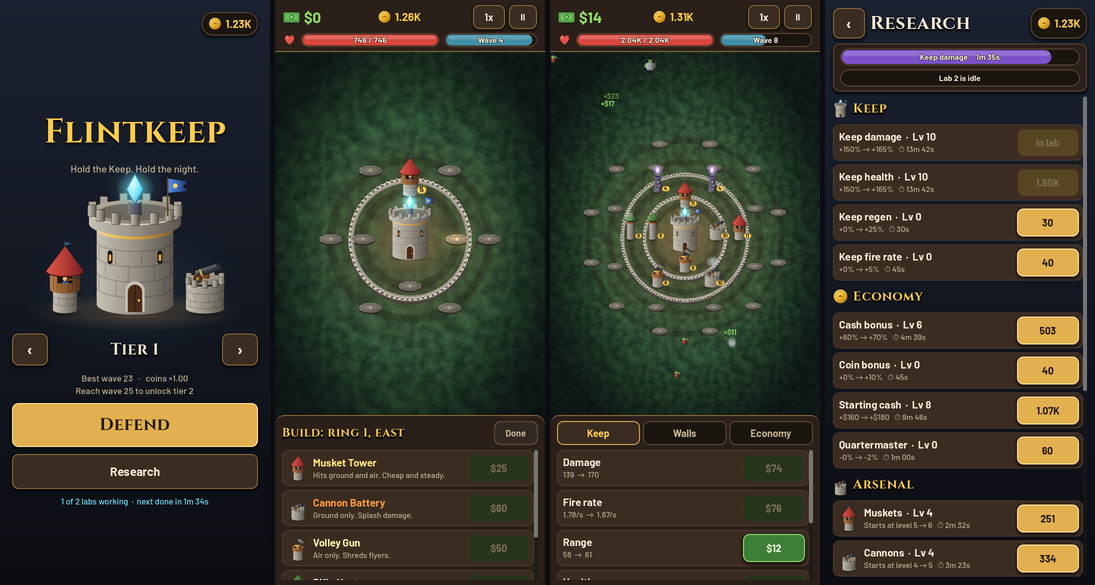 1.23K
FLINTKEEP
Hold the Keep. Hold the night.
‹
TIER 1
›
Best wave 23 · coins ×1.00
Reach wave 25 to unlock tier 2
DEFEND
Research
1 of 2 labs working · next done in 1m 34s
$0
1.26K
1x
II
746 / 746
Wave 4
5
BUILD: RING 1, EAST
Done
Musket Tower
Hits ground and air. Cheap and steady.
$25
Cannon Battery
Ground only. Splash damage.
$60
Volley Gun
Air only. Shreds flyers.
$50
$14
1.31K
1x
II
2.04K / 2.04K
Wave 8
+$23
+$17
+$11
Keep
Walls
Economy
Damage
139 → 170
$74
Fire rate
1.78/s → 1.87/s
$76
Range
58 → 61
$12
‹
RESEARCH
1.23K
Keep damage 1m 35s
Lab 2 is idle
KEEP
Keep damage · Lv 10
+150% → +165% 13m 42s
In lab
Keep health · Lv 10
+150% → +165% 13m 42s
1.60K
Keep regen · Lv 0
+0% → +25% 30s
30
Keep fire rate · Lv 0
+0% → +5% 45s
40
ECONOMY
Cash bonus · Lv 6
+60% → +70% 4m 39s
503
Coin bonus · Lv 0
+0% → +10% 45s
40
Starting cash · Lv 8
+$160 → +$180 9m 46s
1.07K
Quartermaster · Lv 0
-0% → -2% 1m 00s
60
ARSENAL
Muskets · Lv 4
Starts at level 5 → 6 2m 32s
251
Cannons · Lv 4
Starts at level 4 → 5 3m 23s
334